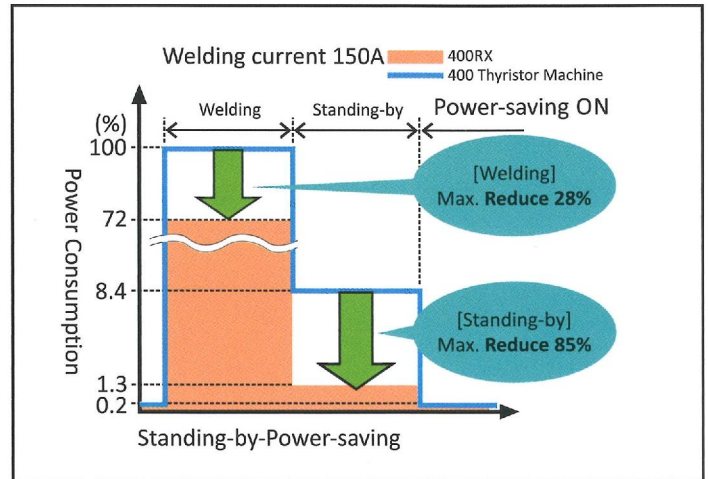 Welding current 150A
400RX
400 Thyristor Machine
Welding
Standing-by
Power-saving ON
(%)
100
72
8.4
1.3
0.2
Power Consumption
[Welding]
Max. Reduce 28%
[Standing-by]
Max. Reduce 85%
Standing-by-Power-saving